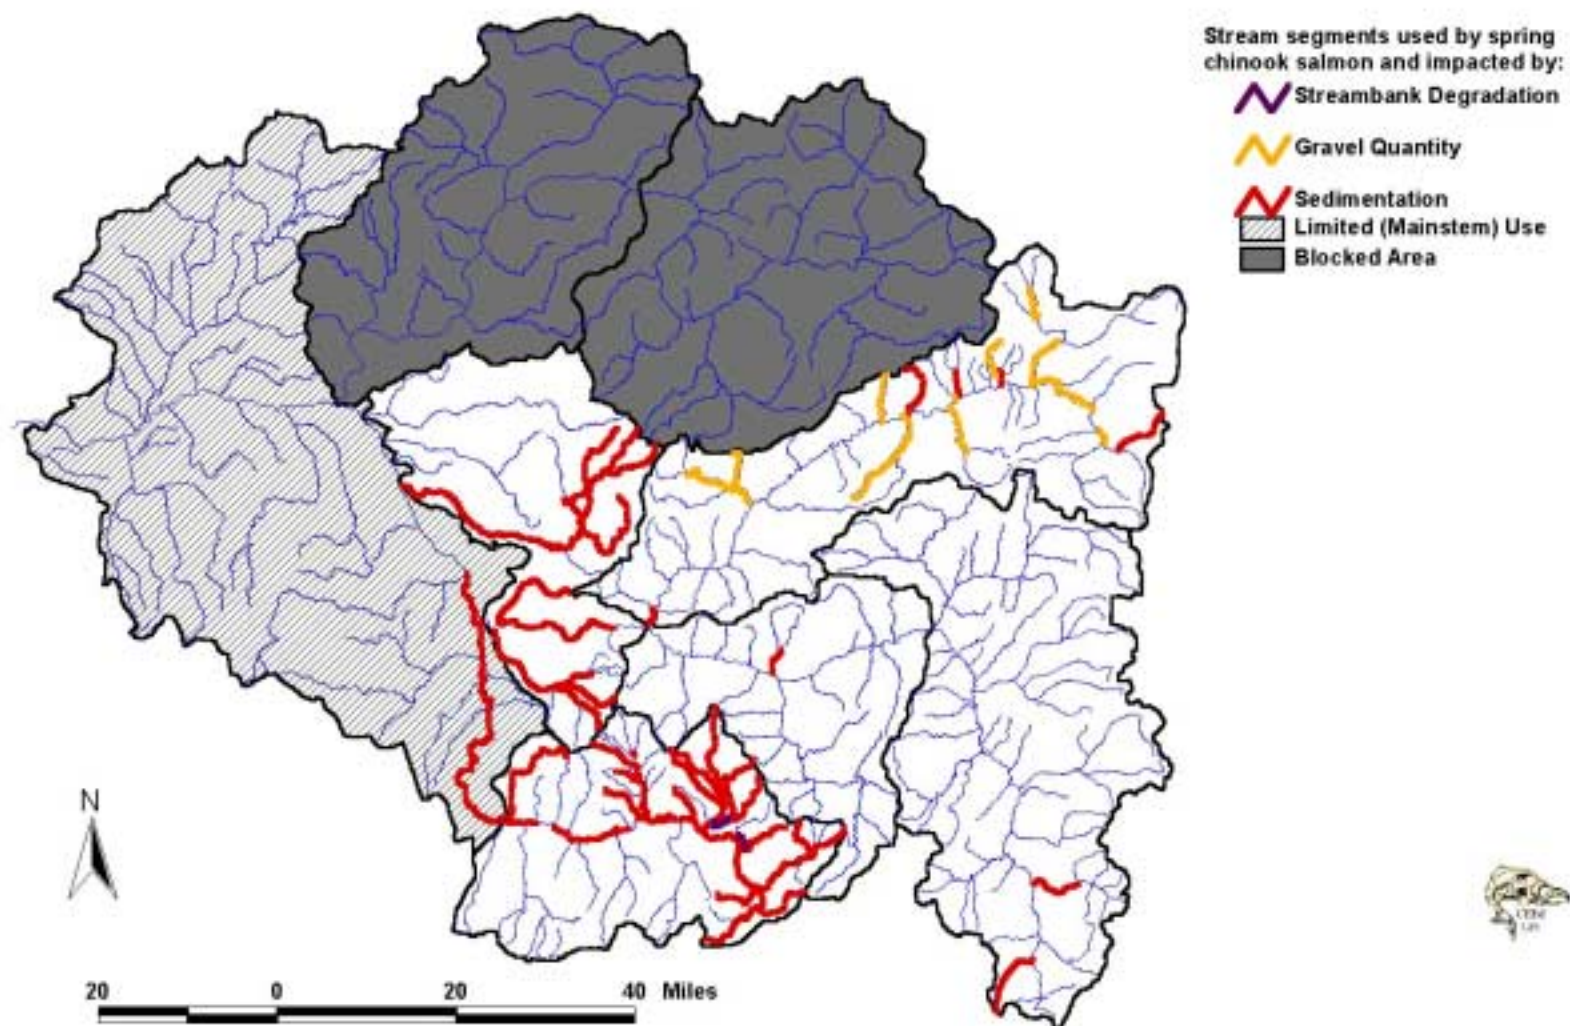 Stream segments used by spring
chinook salmon and impacted by:
Streambank Degradation
Gravel Quantity
Sedimentation
Limited (Mainstem) Use
Blocked Area
N
20 0 20 40 Miles